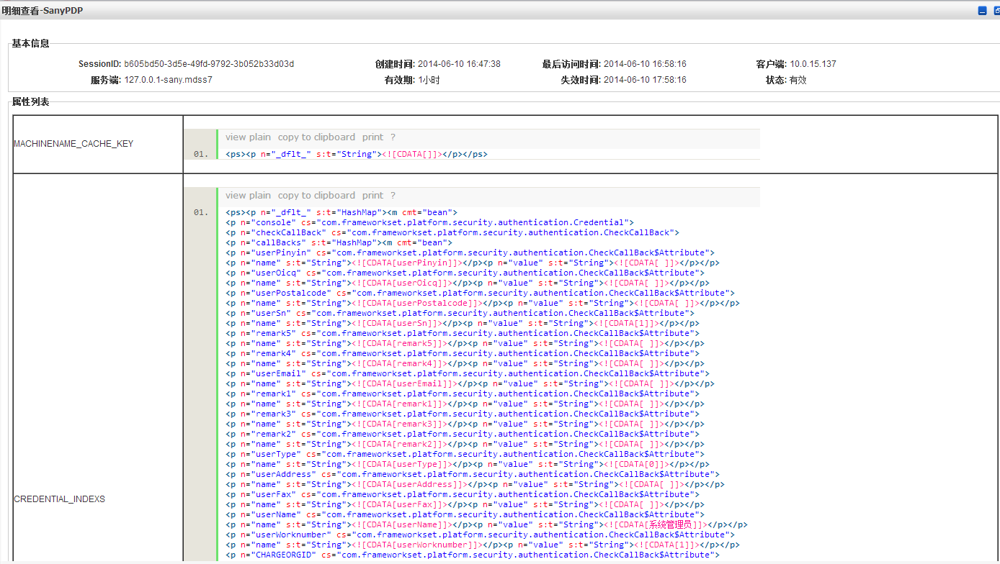 明细查看-SanyPDP
基本信息
SessionID: b605bd50-3d5e-49fd-9792-3b052b33d03d 创建时间: 2014-06-10 16:47:38 最后访问时间: 2014-06-10 16:58:16 客户端: 10.0.15.137
服务端: 127.0.0.1-sany.mdss7 有效期: 1小时 失效时间: 2014-06-10 17:58:16 状态: 有效
属性列表
MACHINENAME_CACHE_KEY
view plain copy to clipboard print ?
01. <ps><p n="_dflt_" s:t="String"><![CDATA[]]></p></ps>
CREDENTIAL_INDEXS
view plain copy to clipboard print ?
01. <ps><p n="_dflt_" s:t="HashMap"><m cmt="bean">
<p n="console" cs="com.frameworkset.platform.security.authentication.Credential">
<p n="checkCallBack" cs="com.frameworkset.platform.security.authentication.CheckCallBack">
<p n="callBacks" s:t="HashMap"><m cmt="bean">
<p n="userPinyin" cs="com.frameworkset.platform.security.authentication.CheckCallBack$Attribute">
<p n="name" s:t="String"><![CDATA[userPinyin]]></p><p n="value" s:t="String"><![CDATA[ ]]></p></p>
<p n="userOicq" cs="com.frameworkset.platform.security.authentication.CheckCallBack$Attribute">
<p n="name" s:t="String"><![CDATA[userOicq]]></p><p n="value" s:t="String"><![CDATA[ ]]></p></p>
<p n="userPostalcode" cs="com.frameworkset.platform.security.authentication.CheckCallBack$Attribute">
<p n="name" s:t="String"><![CDATA[userPostalcode]]></p><p n="value" s:t="String"><![CDATA[ ]]></p></p>
<p n="userSn" cs="com.frameworkset.platform.security.authentication.CheckCallBack$Attribute">
<p n="name" s:t="String"><![CDATA[userSn]]></p><p n="value" s:t="String"><![CDATA[1]]></p></p>
<p n="remark5" cs="com.frameworkset.platform.security.authentication.CheckCallBack$Attribute">
<p n="name" s:t="String"><![CDATA[remark5]]></p><p n="value" s:t="String"><![CDATA[ ]]></p></p>
<p n="remark4" cs="com.frameworkset.platform.security.authentication.CheckCallBack$Attribute">
<p n="name" s:t="String"><![CDATA[remark4]]></p><p n="value" s:t="String"><![CDATA[ ]]></p></p>
<p n="userEmail" cs="com.frameworkset.platform.security.authentication.CheckCallBack$Attribute">
<p n="name" s:t="String"><![CDATA[userEmail]]></p><p n="value" s:t="String"><![CDATA[ ]]></p></p>
<p n="remark1" cs="com.frameworkset.platform.security.authentication.CheckCallBack$Attribute">
<p n="name" s:t="String"><![CDATA[remark1]]></p><p n="value" s:t="String"><![CDATA[ ]]></p></p>
<p n="remark3" cs="com.frameworkset.platform.security.authentication.CheckCallBack$Attribute">
<p n="name" s:t="String"><![CDATA[remark3]]></p><p n="value" s:t="String"><![CDATA[ ]]></p></p>
<p n="remark2" cs="com.frameworkset.platform.security.authentication.CheckCallBack$Attribute">
<p n="name" s:t="String"><![CDATA[remark2]]></p><p n="value" s:t="String"><![CDATA[ ]]></p></p>
<p n="userType" cs="com.frameworkset.platform.security.authentication.CheckCallBack$Attribute">
<p n="name" s:t="String"><![CDATA[userType]]></p><p n="value" s:t="String"><![CDATA[0]]></p></p>
<p n="userAddress" cs="com.frameworkset.platform.security.authentication.CheckCallBack$Attribute">
<p n="name" s:t="String"><![CDATA[userAddress]]></p><p n="value" s:t="String"><![CDATA[ ]]></p></p>
<p n="userFax" cs="com.frameworkset.platform.security.authentication.CheckCallBack$Attribute">
<p n="name" s:t="String"><![CDATA[userFax]]></p><p n="value" s:t="String"><![CDATA[ ]]></p></p>
<p n="userName" cs="com.frameworkset.platform.security.authentication.CheckCallBack$Attribute">
<p n="name" s:t="String"><![CDATA[userName]]></p><p n="value" s:t="String"><![CDATA[系统管理员]]></p></p>
<p n="userWorknumber" cs="com.frameworkset.platform.security.authentication.CheckCallBack$Attribute">
<p n="name" s:t="String"><![CDATA[userWorknumber]]></p><p n="value" s:t="String"><![CDATA[1]]></p></p>
<p n="CHARGEORGID" cs="com.frameworkset.platform.security.authentication.CheckCallBack$Attribute">